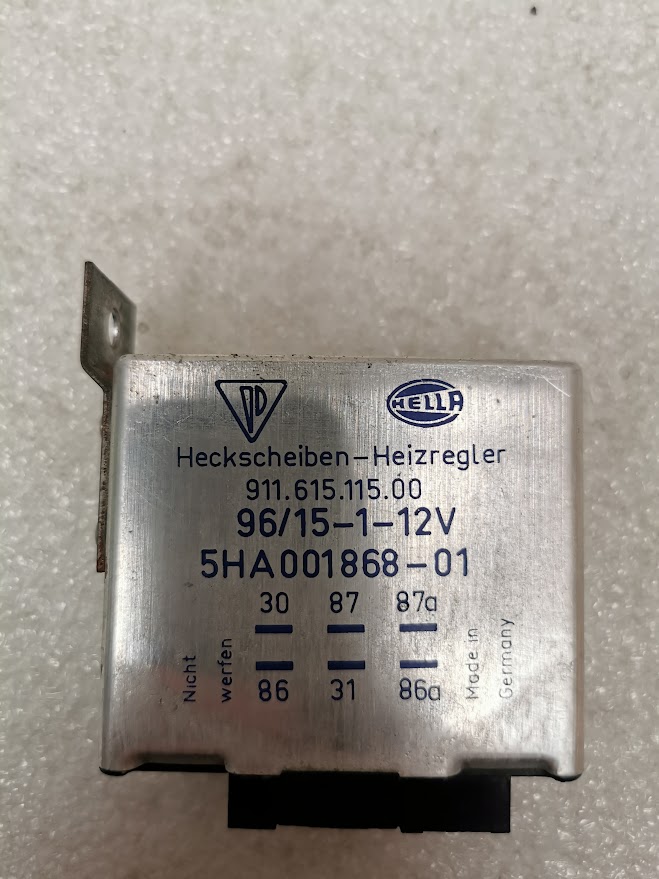 HELLA
Heckscheiben-Heizregler
911.615.115.00
96/15-1-12V
5HA001868-01
30 87 87a
86 31 86a
Nicht
werfen
Made in
Germany